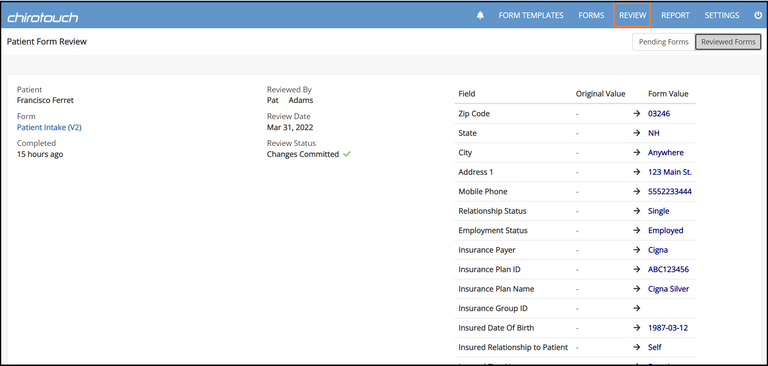 chirotouch
FORM TEMPLATES FORMS REVIEW REPORT SETTINGS
Patient Form Review
Pending Forms Reviewed Forms
Patient
Francisco Ferret
Form
Patient Intake (V2)
Completed
15 hours ago
Reviewed By
Pat Adams
Review Date
Mar 31, 2022
Review Status
Changes Committed
Field Original Value Form Value
Zip Code - → 03246
State - → NH
City - → Anywhere
Address 1 - → 123 Main St.
Mobile Phone - → 5552233444
Relationship Status - → Single
Employment Status - → Employed
Insurance Payer - → Cigna
Insurance Plan ID - → ABC123456
Insurance Plan Name - → Cigna Silver
Insurance Group ID - →
Insured Date Of Birth - → 1987-03-12
Insured Relationship to Patient - → Self